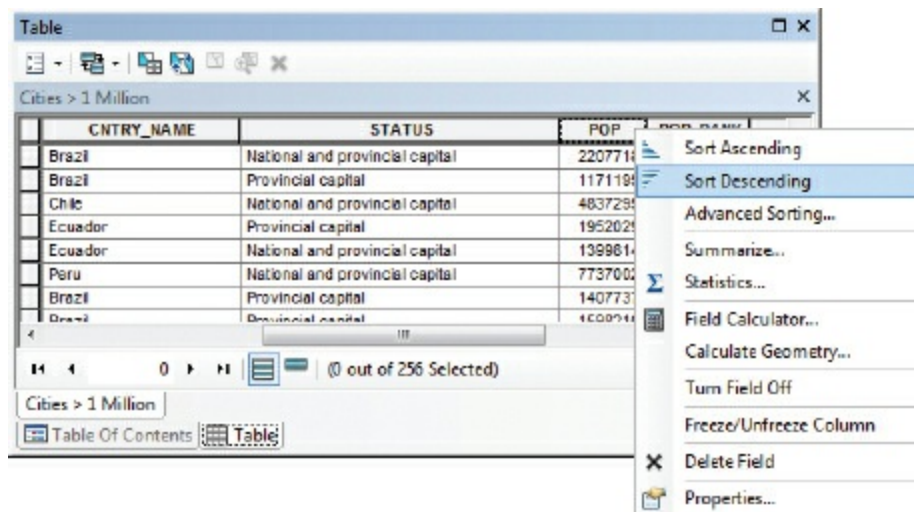 Table
Cities > 1 Million
CNTRY_NAME STATUS POP
Brazil National and provincial capital
Brazil Provincial capital
Chile National and provincial capital
Ecuador Provincial capital
Ecuador National and provincial capital
Peru National and provincial capital
Brazil Provincial capital
Brazil Provincial capital
0 (0 out of 256 Selected)
Cities > 1 Million
Table Of Contents Table
Sort Ascending
Sort Descending
Advanced Sorting...
Summarize...
Σ Statistics...
Field Calculator...
Calculate Geometry...
Turn Field Off
Freeze/Unfreeze Column
Delete Field
Properties...